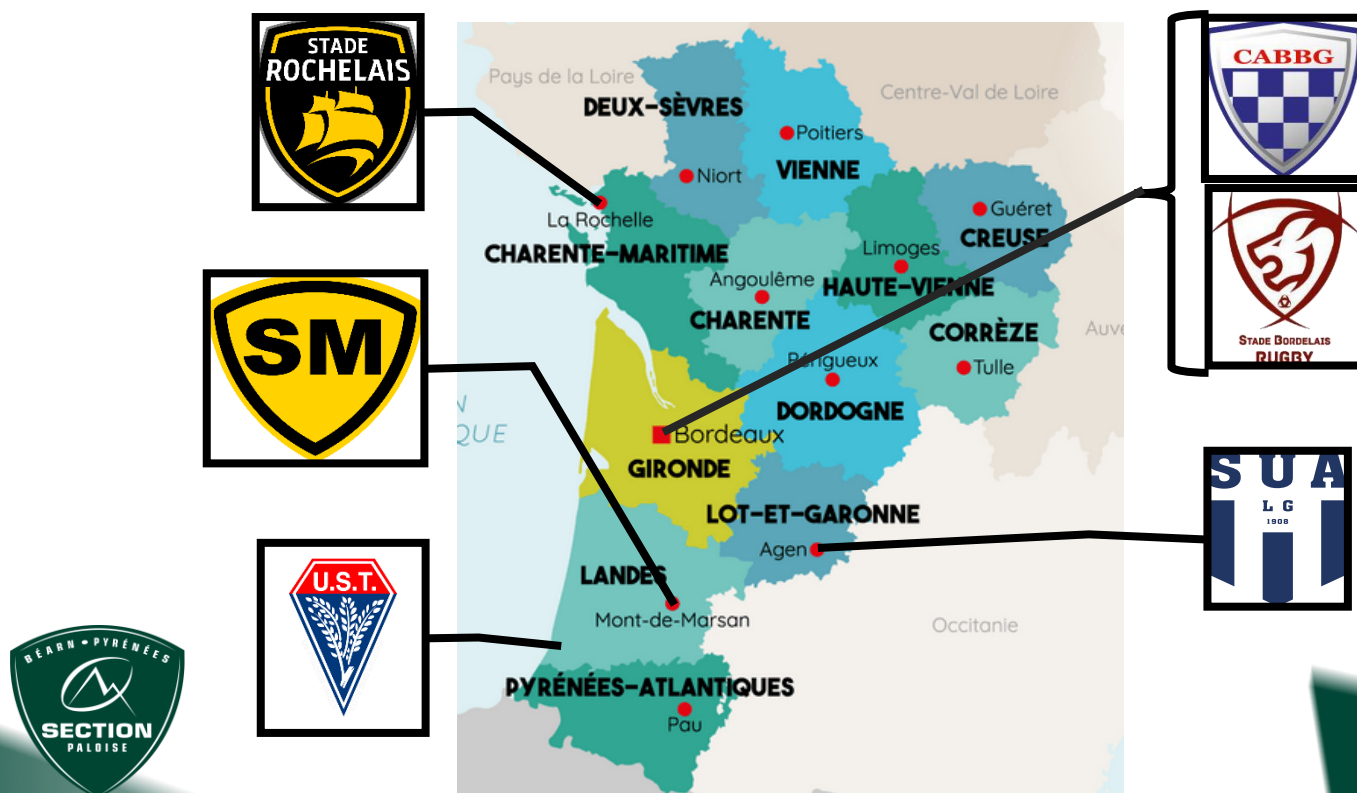 STADE
ROCHELAIS
SM
U.S.T.
BÉARN • PYRÉNÉES
SECTION
PALOISE
Pays de la Loire
Centre-Val de Loire
DEUX-SÈVRES
Poitiers
VIENNE
Niort
Guéret
CREUSE
La Rochelle
CHARENTE-MARITIME
Limoges
Angoulême
HAUTE-VIENNE
CHARENTE
CORRÈZE
Auve
Périgueux
Tulle
DORDOGNE
N
QUE
Bordeaux
GIRONDE
LOT-ET-GARONNE
Agen
LANDES
Mont-de-Marsan
Occitanie
PYRÉNÉES-ATLANTIQUES
Pau
CABBG
STADE BORDELAIS
RUGBY
SUA
LG
1908